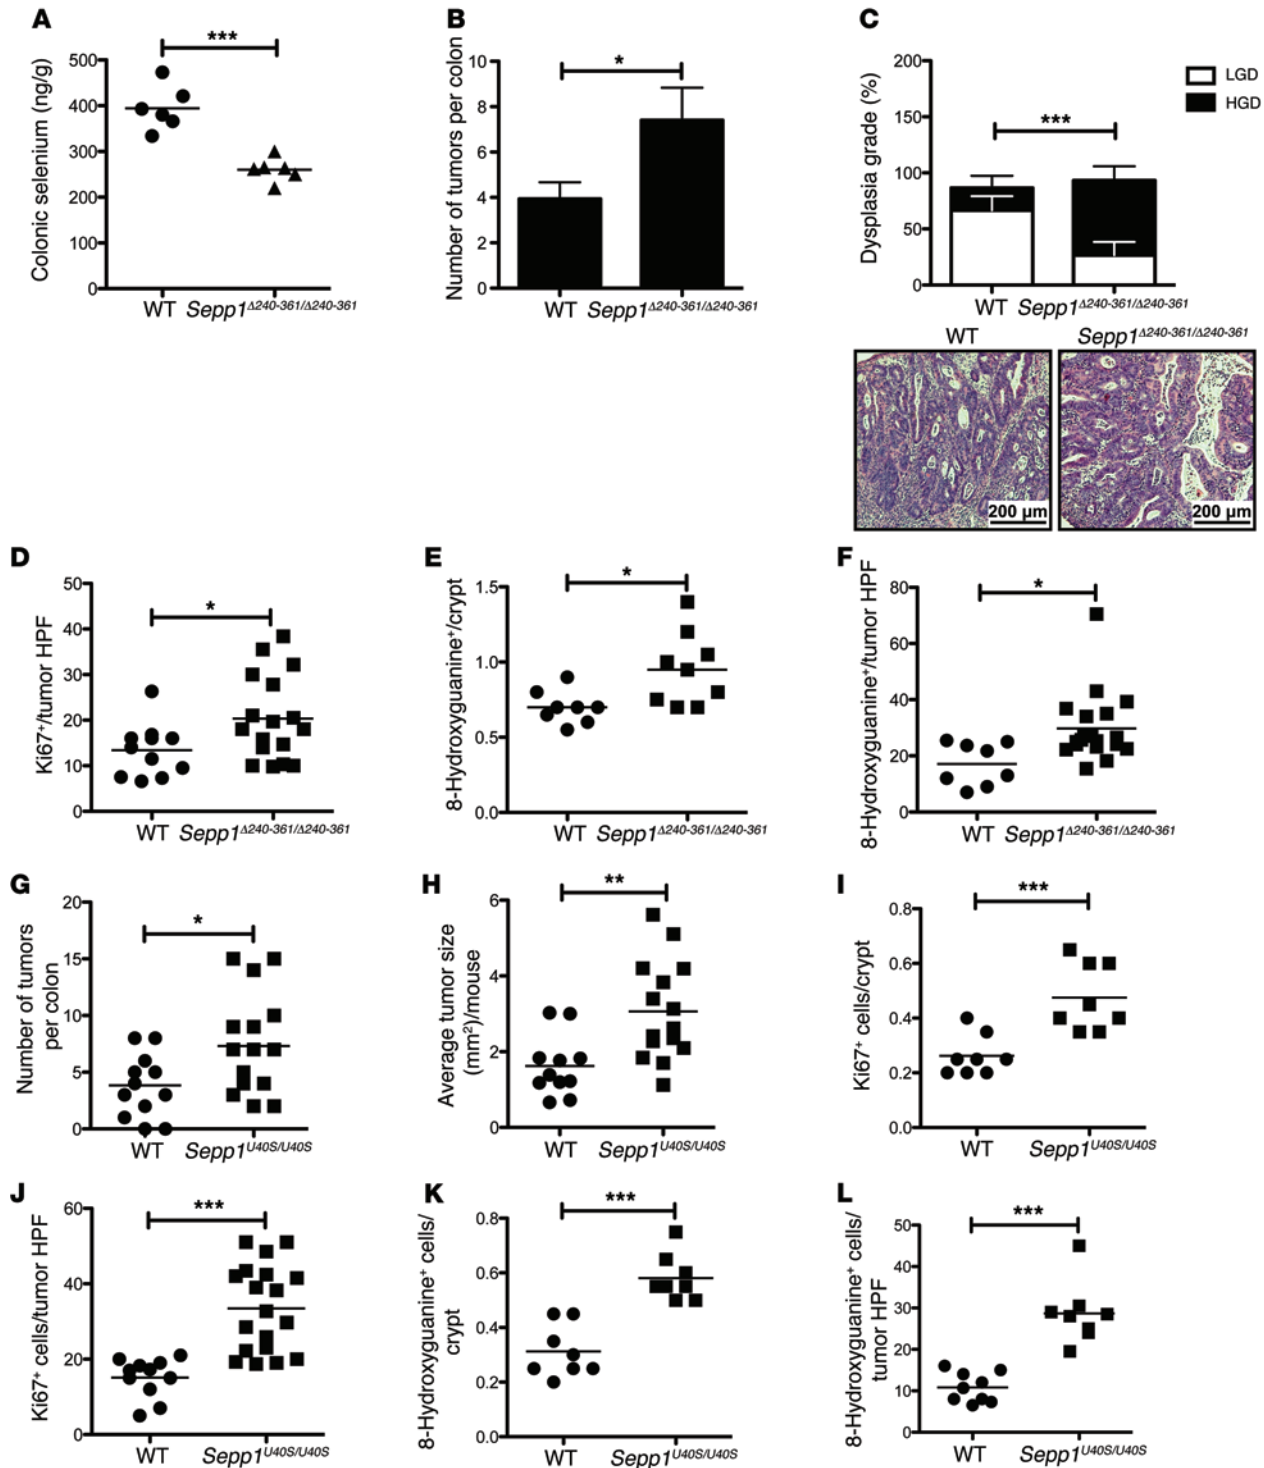 A
Colonic selenium (ng/g)
500
400
300
200
100
0
***
WT
Sepp1Δ240-361/Δ240-361
B
Number of tumors per colon
10
8
6
4
2
0
*
WT
Sepp1Δ240-361/Δ240-361
C
Dysplasia grade (%)
200
150
100
50
0
***
LGD
HGD
WT
Sepp1Δ240-361/Δ240-361
WT
Sepp1Δ240-361/Δ240-361
200 µm
200 µm
D
Ki67+/tumor HPF
50
40
30
20
10
0
*
WT
Sepp1Δ240-361/Δ240-361
E
8-Hydroxyguanine+/crypt
1.5
1.0
0.5
0.0
*
WT
Sepp1Δ240-361/Δ240-361
F
8-Hydroxyguanine+/tumor HPF
80
60
40
20
0
*
WT
Sepp1Δ240-361/Δ240-361
G
Number of tumors
per colon
20
15
10
5
0
*
WT
Sepp1U40S/U40S
H
Average tumor size
(mm2)/mouse
6
4
2
0
**
WT
Sepp1U40S/U40S
I
Ki67+ cells/crypt
0.8
0.6
0.4
0.2
0.0
***
WT
Sepp1U40S/U40S
J
Ki67+ cells/tumor HPF
60
40
20
0
***
WT
Sepp1U40S/U40S
K
8-Hydroxyguanine+ cells/
crypt
0.8
0.6
0.4
0.2
0.0
***
WT
Sepp1U40S/U40S
L
8-Hydroxyguanine+ cells/
tumor HPF
50
40
30
20
10
0
***
WT
Sepp1U40S/U40S